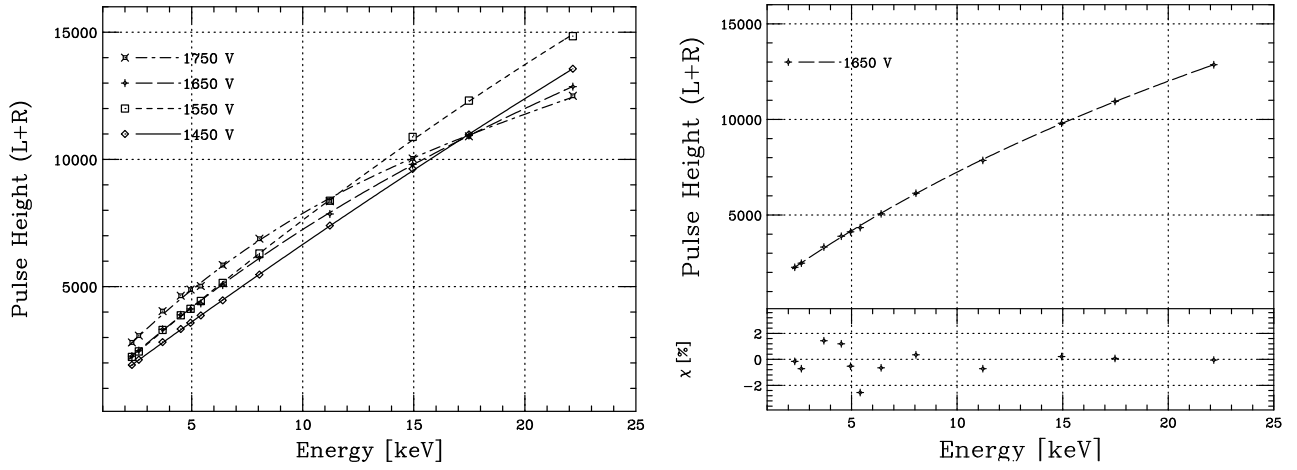 15000
10000
5000
Pulse Height (L+R)
1750 V
1650 V
1550 V
1450 V
5 10 15 20 25
Energy [keV]
15000
10000
5000
Pulse Height (L+R)
1650 V
2
0
−2
χ [%]
5 10 15 20 25
Energy [keV]